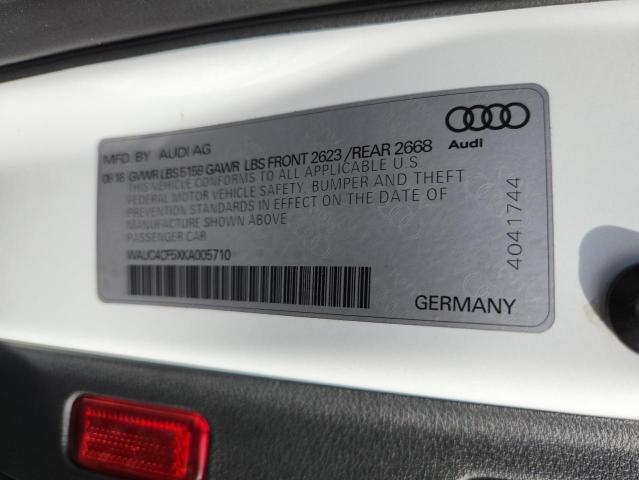 MFD BY AUDI AG
08 18 GVWR LBS 5159 GAWR LBS FRONT 2623 /REAR 2668
THIS VEHICLE CONFORMS TO ALL APPLICABLE U S
FEDERAL MOTOR VEHICLE SAFETY, BUMPER AND THEFT
PREVENTION STANDARDS IN EFFECT ON THE DATE OF
MANUFACTURE SHOWN ABOVE
PASSENGER CAR
WAUC4CF5XKA005710
Audi
4041744
GERMANY